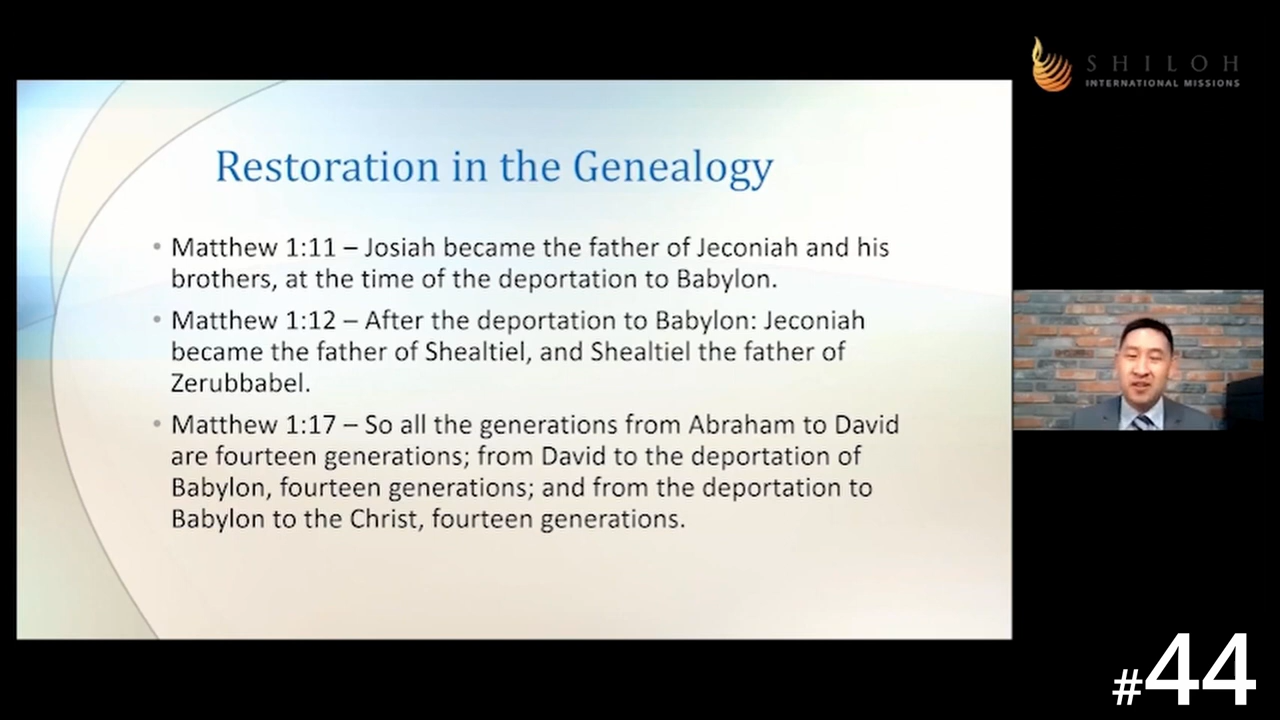 SHILOH
INTERNATIONAL MISSIONS
Restoration in the Genealogy
• Matthew 1:11 – Josiah became the father of Jeconiah and his
brothers, at the time of the deportation to Babylon.
• Matthew 1:12 – After the deportation to Babylon: Jeconiah
became the father of Shealtiel, and Shealtiel the father of
Zerubbabel.
• Matthew 1:17 – So all the generations from Abraham to David
are fourteen generations; from David to the deportation of
Babylon, fourteen generations; and from the deportation to
Babylon to the Christ, fourteen generations.
#44